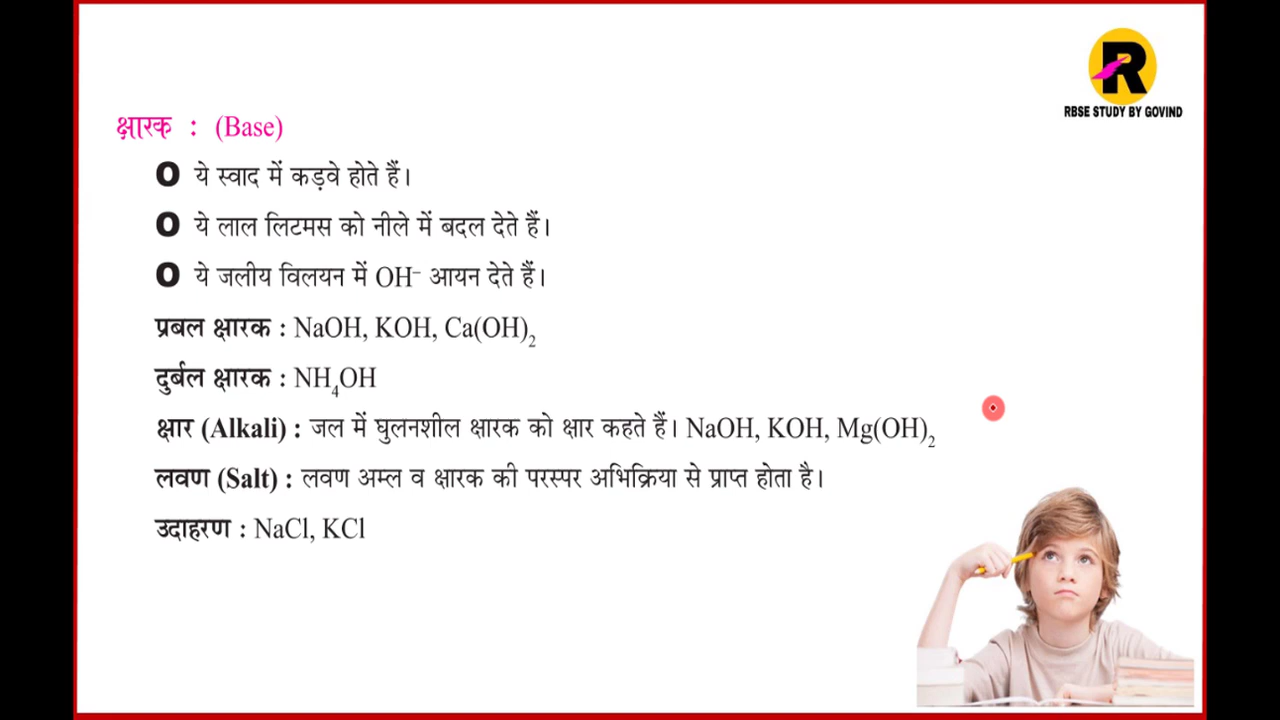 R
RBSE STUDY BY GOVIND
क्षारक : (Base)
O ये स्वाद में कड़वे होते हैं।
O ये लाल लिटमस को नीले में बदल देते हैं।
O ये जलीय विलयन में OH⁻ आयन देते हैं।
प्रबल क्षारक : NaOH, KOH, Ca(OH)₂
दुर्बल क्षारक : NH₄OH
क्षार (Alkali) : जल में घुलनशील क्षारक को क्षार कहते हैं। NaOH, KOH, Mg(OH)₂
लवण (Salt) : लवण अम्ल व क्षारक की परस्पर अभिक्रिया से प्राप्त होता है।
उदाहरण : NaCl, KCl